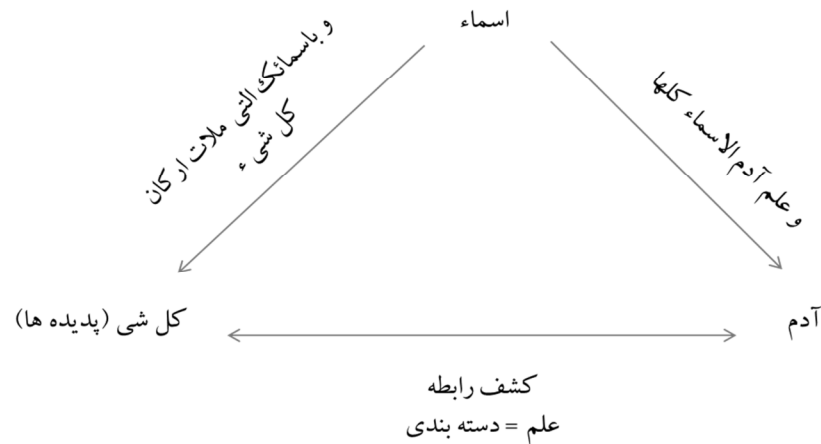 اسماء
و علم آدم الاسماء کلها
و باسمائک التی ملات ارکان
کل شی ء
آدم
کل شی (پدیده ها)
کشف رابطه
علم = دسته بندی